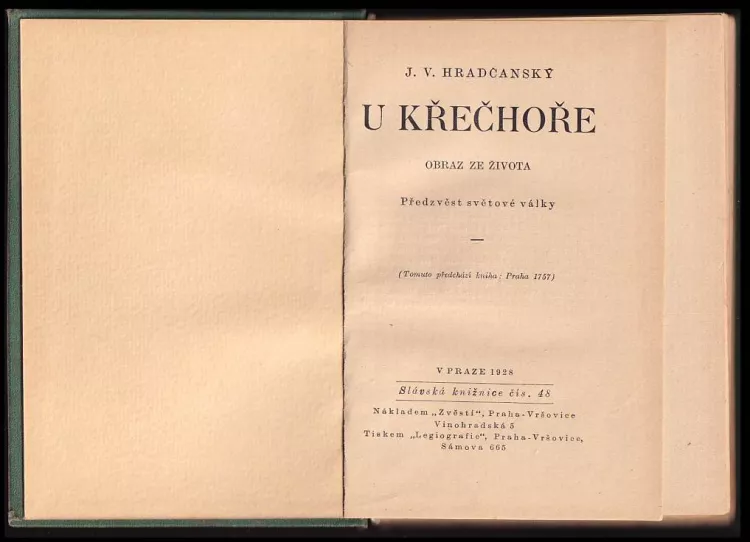 J. V. HRADČANSKÝ
U KŘEČHOŘE
OBRAZ ZE ŽIVOTA
Předzvěst světové války
—
(Tomuto předchází kniha: Praha 1757)
V PRAZE 1928
Slávská knižnice čís. 48
Nákladem „Zvěstí“, Praha-Vršovice
Vinohradská 5
Tiskem „Legiografie“, Praha-Vršovice,
Sámova 665